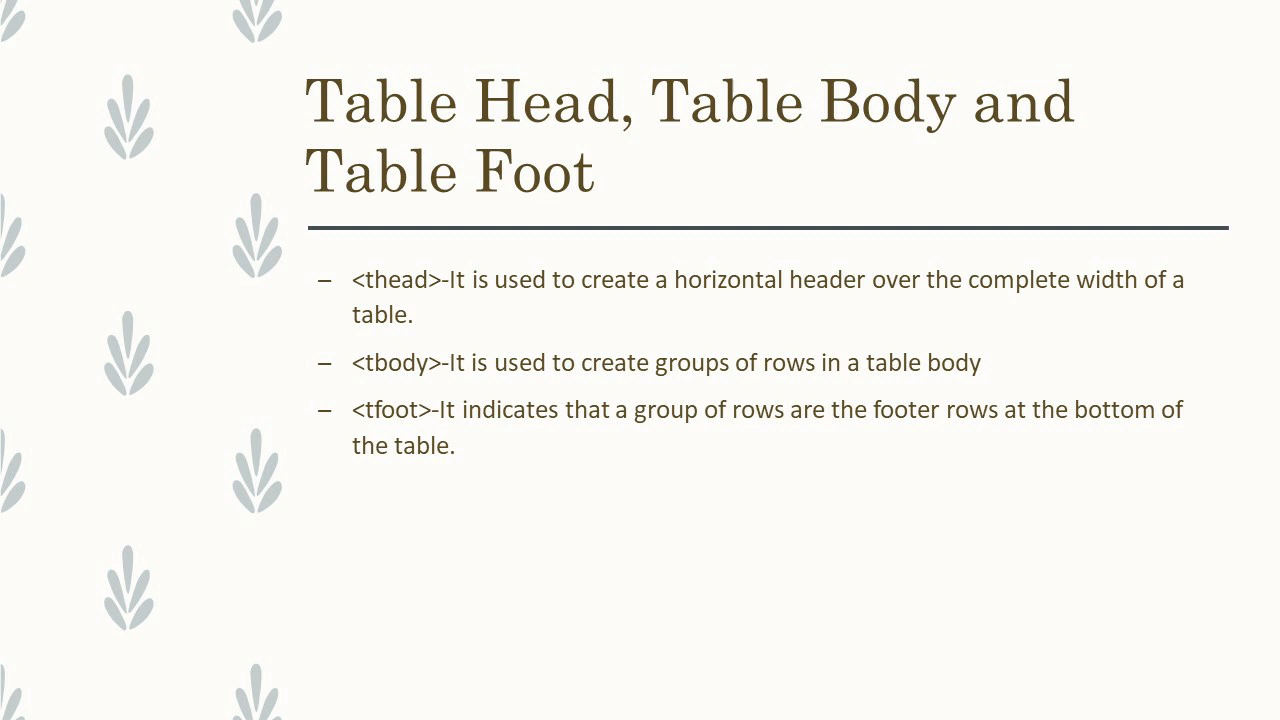 Table Head, Table Body and
Table Foot
– <thead>-It is used to create a horizontal header over the complete width of a
table.
– <tbody>-It is used to create groups of rows in a table body
– <tfoot>-It indicates that a group of rows are the footer rows at the bottom of
the table.